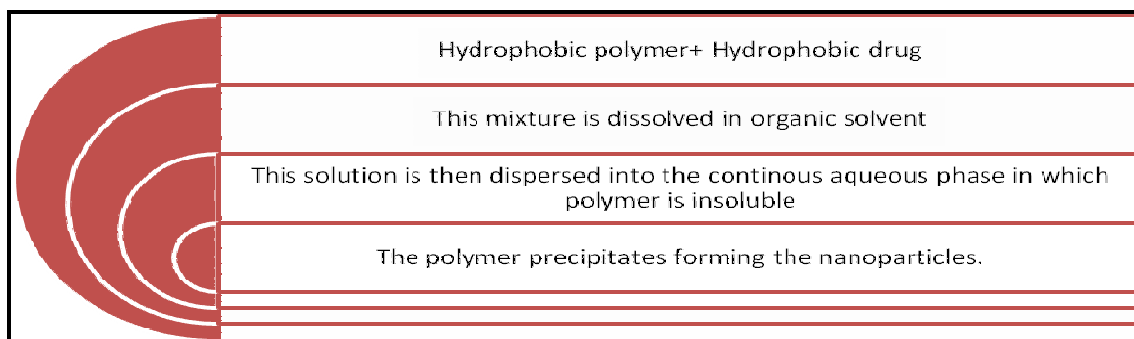 Hydrophobic polymer+ Hydrophobic drug
This mixture is dissolved in organic solvent
This solution is then dispersed into the continous aqueous phase in which
polymer is insoluble
The polymer precipitates forming the nanoparticles.